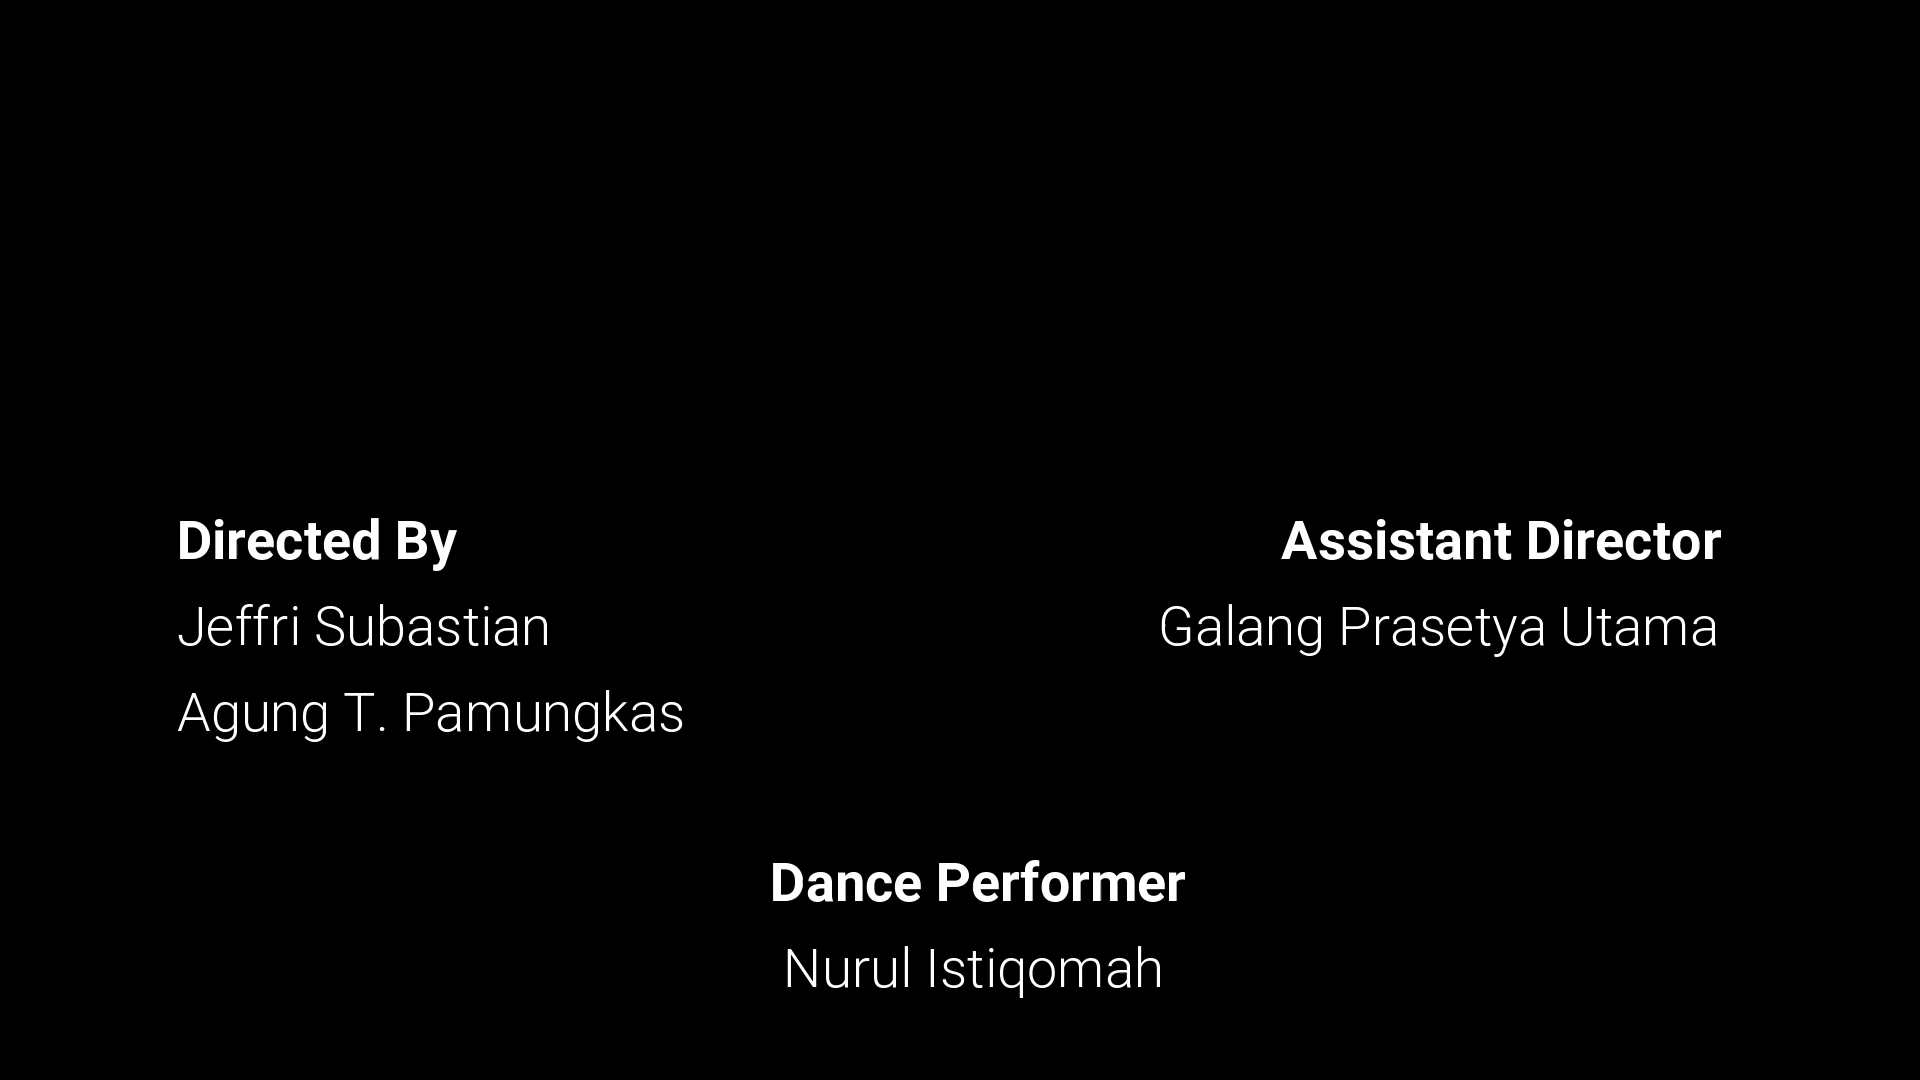 Directed By
Jeffri Subastian
Agung T. Pamungkas
Assistant Director
Galang Prasetya Utama
Dance Performer
Nurul Istiqomah